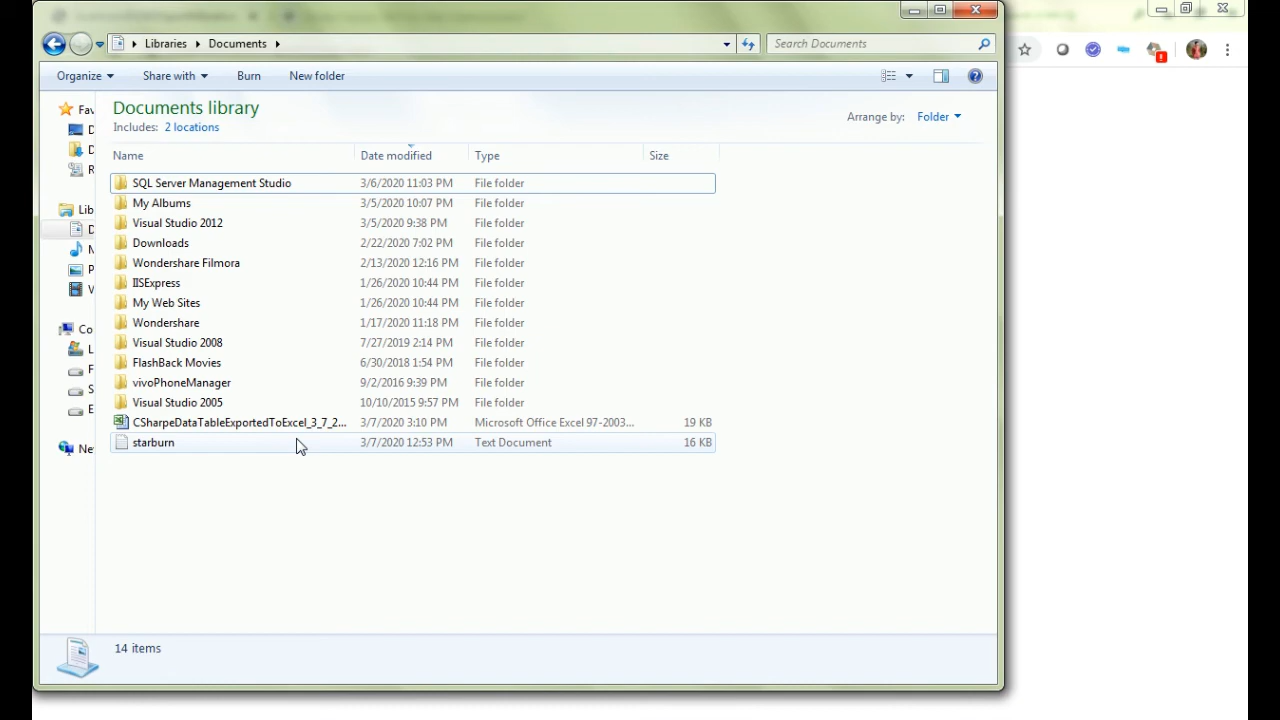 Libraries Documents Search Documents
Organize Share with Burn New folder
Fav
Documents library
Arrange by: Folder
Includes: 2 locations
Name Date modified Type Size
SQL Server Management Studio 3/6/2020 11:03 PM File folder
My Albums 3/5/2020 10:07 PM File folder
Lib
Visual Studio 2012 3/5/2020 9:38 PM File folder
Downloads 2/22/2020 7:02 PM File folder
Wondershare Filmora 2/13/2020 12:16 PM File folder
IISExpress 1/26/2020 10:44 PM File folder
My Web Sites 1/26/2020 10:44 PM File folder
Wondershare 1/17/2020 11:18 PM File folder
Co
Visual Studio 2008 7/27/2019 2:14 PM File folder
FlashBack Movies 6/30/2018 1:54 PM File folder
vivoPhoneManager 9/2/2016 9:39 PM File folder
Visual Studio 2005 10/10/2015 9:57 PM File folder
CSharpeDataTableExportedToExcel_3_7_2... 3/7/2020 3:10 PM Microsoft Office Excel 97-2003... 19 KB
starburn 3/7/2020 12:53 PM Text Document 16 KB
Ne
14 items